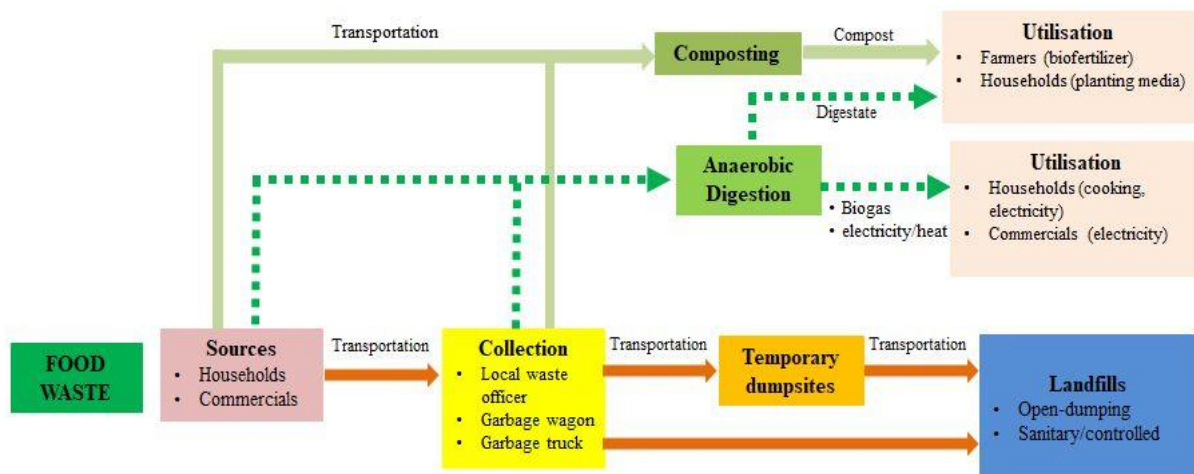 Transportation
Composting
Compost
Utilisation
• Farmers (biofertilizer)
• Households (planting media)
Digestate
Anaerobic
Digestion
• Biogas
• electricity/heat
Utilisation
• Households (cooking,
electricity)
• Commercials (electricity)
FOOD
WASTE
Sources
• Households
• Commercials
Transportation
Collection
• Local waste
officer
• Garbage wagon
• Garbage truck
Transportation
Temporary
dumpsites
Transportation
Landfills
• Open-dumping
• Sanitary/controlled